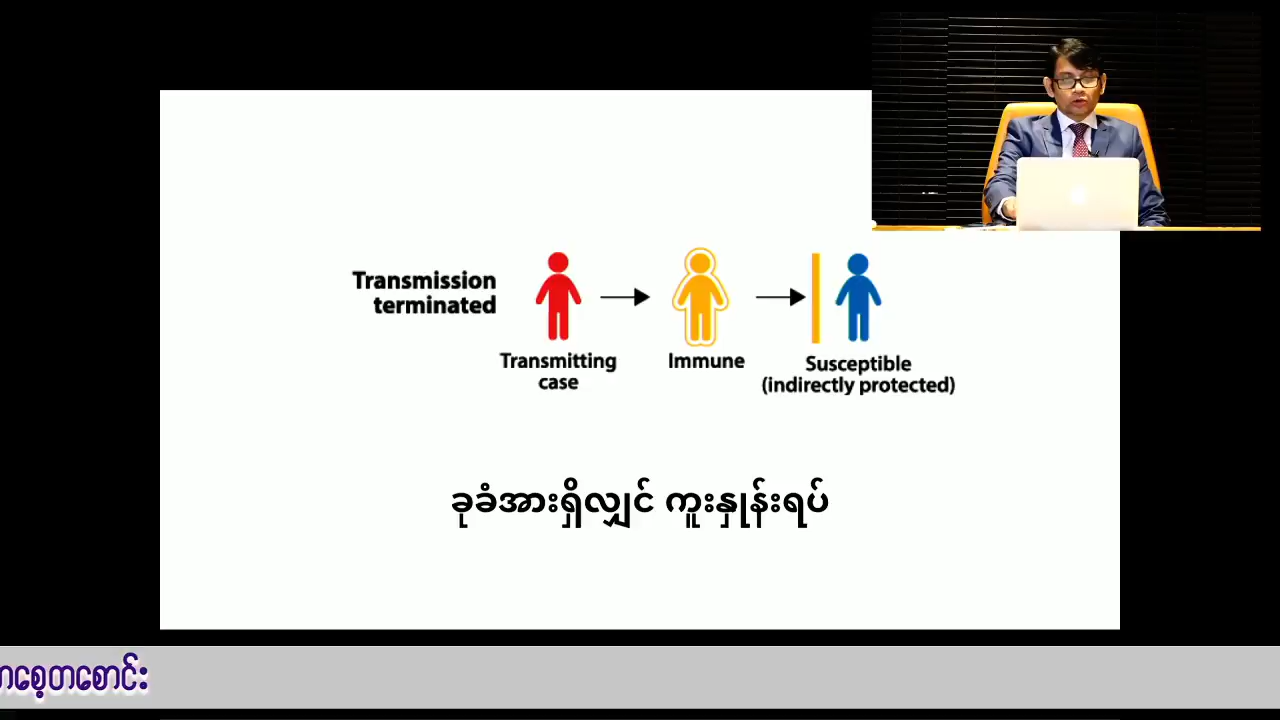 Transmission
terminated
Transmitting
case
Immune
Susceptible
(indirectly protected)
ခုခံအားရှိလျှင် ကူးနှုန်းရပ်